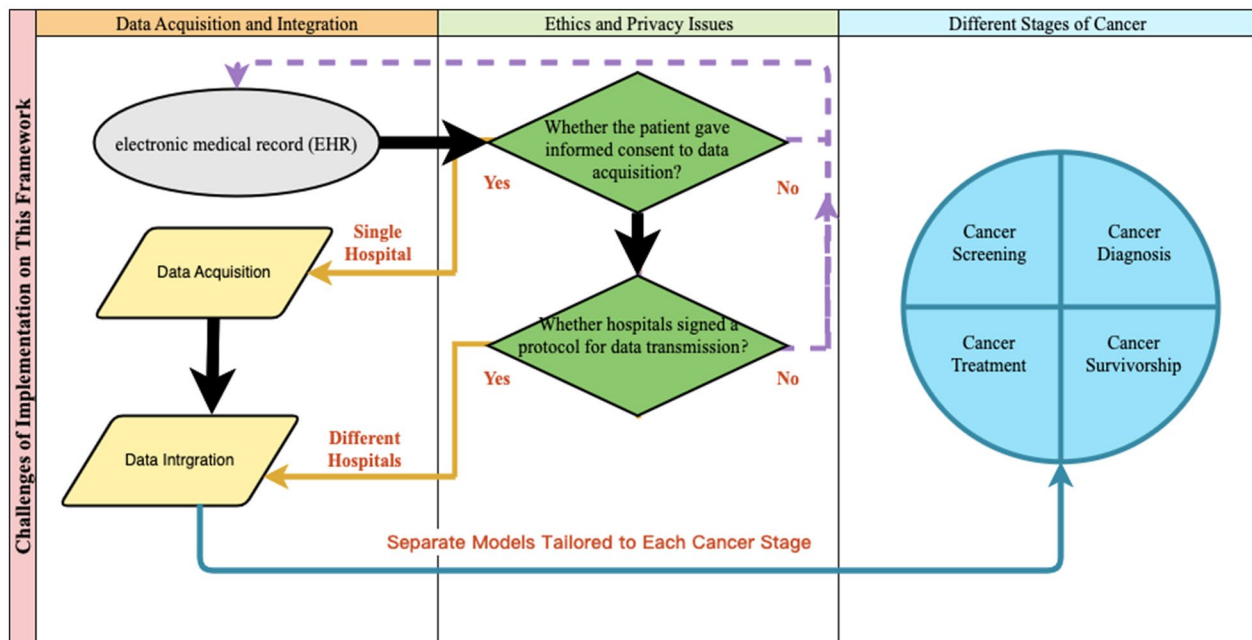 Challenges of Implementation on This Framework
Data Acquisition and Integration
Ethics and Privacy Issues
Different Stages of Cancer
electronic medical record (EHR)
Whether the patient gave
informed consent to data
acquisition?
Yes
No
Single
Hospital
Data Acquisition
Whether hospitals signed a
protocol for data transmission?
Yes
No
Different
Hospitals
Data Intrgration
Separate Models Tailored to Each Cancer Stage
Cancer
Screening
Cancer
Diagnosis
Cancer
Treatment
Cancer
Survivorship